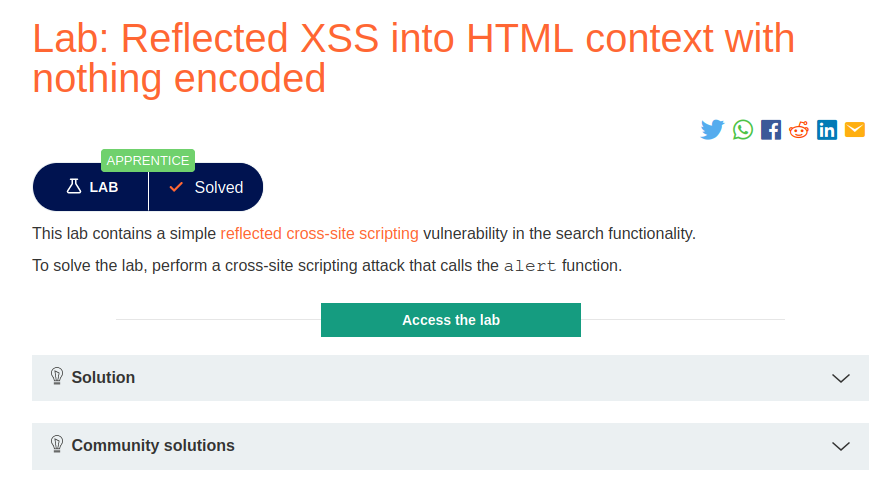 Lab: Reflected XSS into HTML context with
nothing encoded
APPRENTICE
LAB
Solved
This lab contains a simple reflected cross-site scripting vulnerability in the search functionality.
To solve the lab, perform a cross-site scripting attack that calls the alert function.
Access the lab
Solution
Community solutions